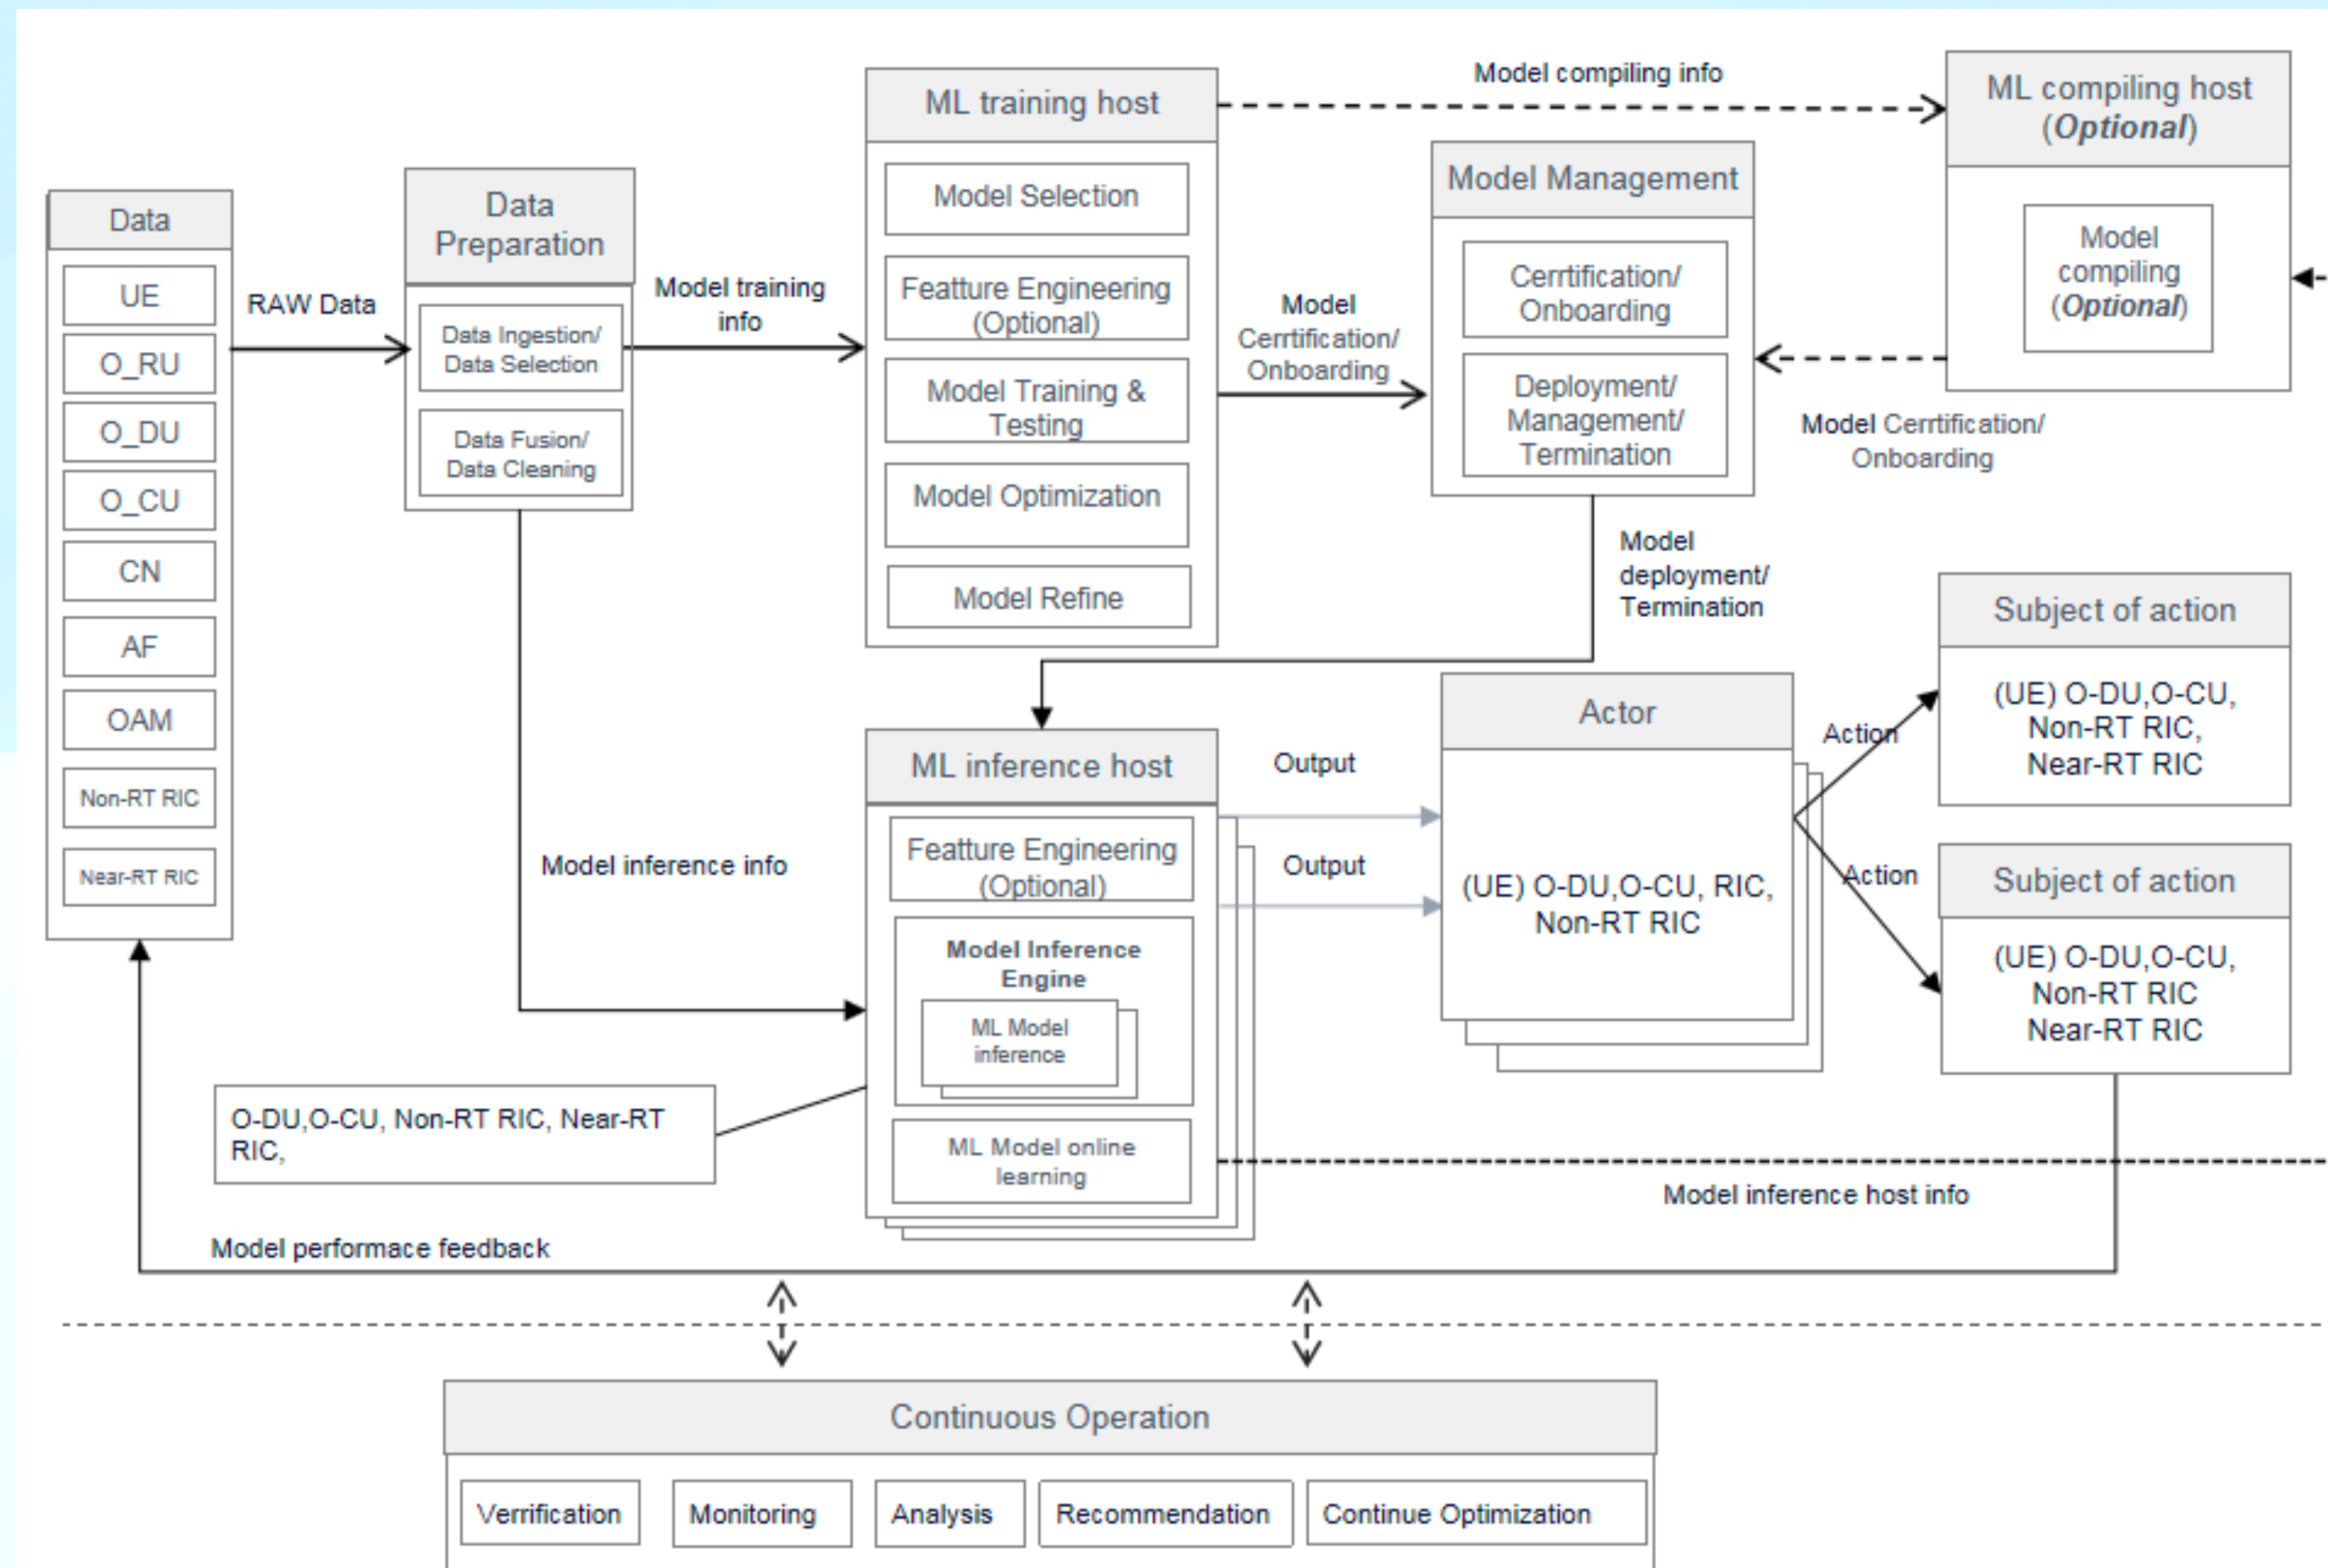 Data
UE
O_RU
O_DU
O_CU
CN
AF
OAM
Non-RT RIC
Near-RT RIC
RAW Data
Data
Preparation
Data Ingestion/
Data Selection
Data Fusion/
Data Cleaning
Model training
info
ML training host
Model Selection
Featture Engineering
(Optional)
Model Training &
Testing
Model Optimization
Model Refine
Model compiling info
Model
Cerrtification/
Onboarding
Model Management
Cerrtification/
Onboarding
Deployment/
Management/
Termination
ML compiling host
(Optional)
Model
compiling
(Optional)
Model Cerrtification/
Onboarding
Model
deployment/
Termination
Model inference info
ML inference host
Featture Engineering
(Optional)
Model Inference
Engine
ML Model
inference
ML Model online
learning
Output
Output
Actor
(UE) O-DU,O-CU, RIC,
Non-RT RIC
Action
Action
Subject of action
(UE) O-DU,O-CU,
Non-RT RIC,
Near-RT RIC
Subject of action
(UE) O-DU,O-CU,
Non-RT RIC
Near-RT RIC
O-DU,O-CU, Non-RT RIC, Near-RT
RIC,
Model inference host info
Model performace feedback
Continuous Operation
Verrification
Monitoring
Analysis
Recommendation
Continue Optimization